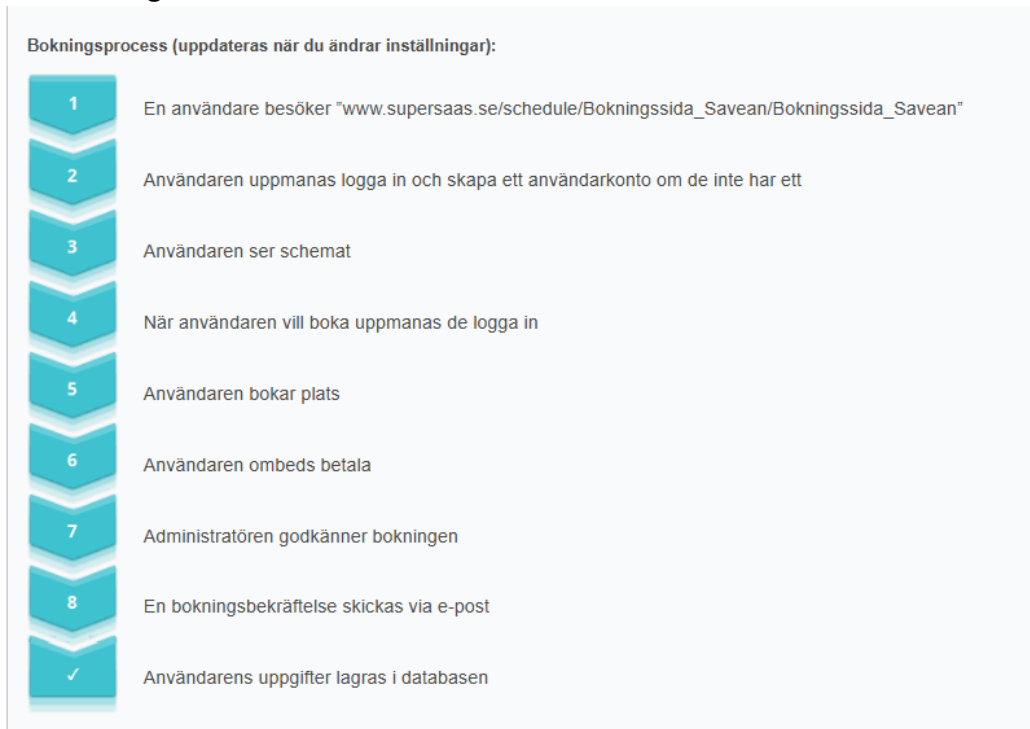 Bokningsprocess (uppdateras när du ändrar inställningar):
1 En användare besöker "www.supersaas.se/schedule/Bokningssida_Savean/Bokningssida_Savean"
2 Användaren uppmanas logga in och skapa ett användarkonto om de inte har ett
3 Användaren ser schemat
4 När användaren vill boka uppmanas de logga in
5 Användaren bokar plats
6 Användaren ombeds betala
7 Administratören godkänner bokningen
8 En bokningsbekräftelse skickas via e-post
✓ Användarens uppgifter lagras i databasen